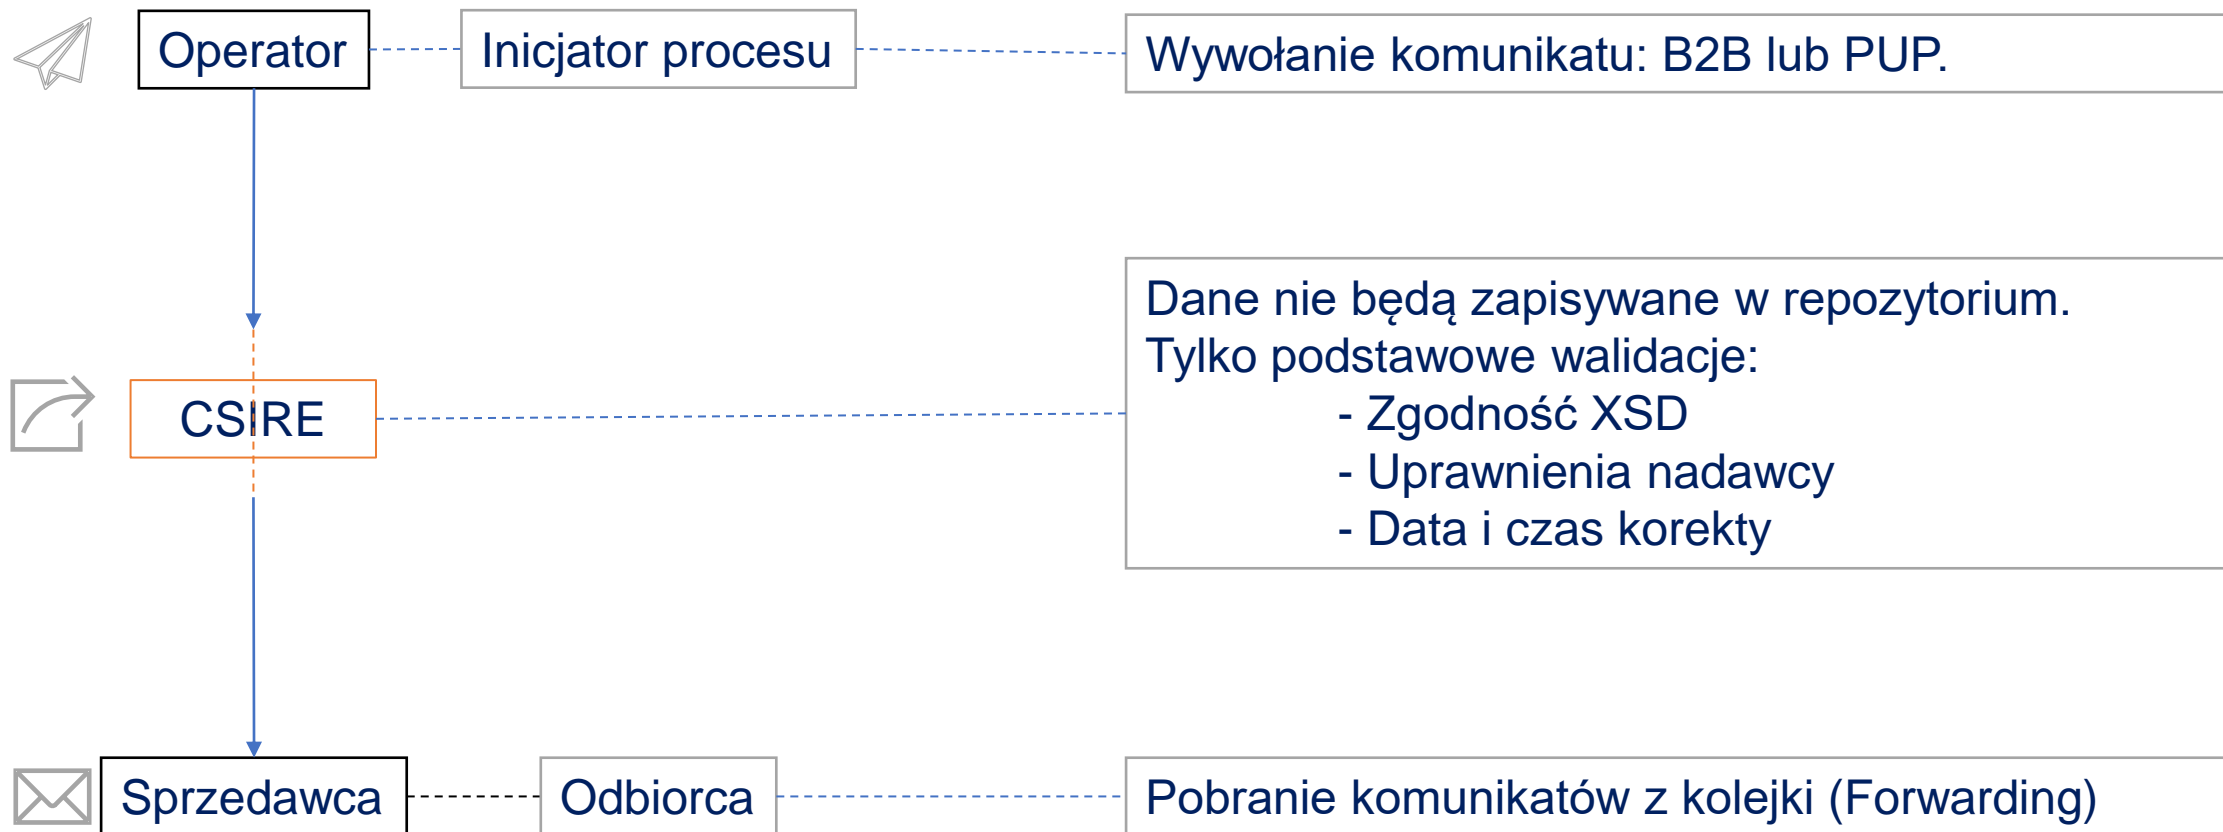 Operator
Inicjator procesu
Wywołanie komunikatu: B2B lub PUP.
CSIRE
Dane nie będą zapisywane w repozytorium.
Tylko podstawowe walidacje:
- Zgodność XSD
- Uprawnienia nadawcy
- Data i czas korekty
Sprzedawca
Odbiorca
Pobranie komunikatów z kolejki (Forwarding)